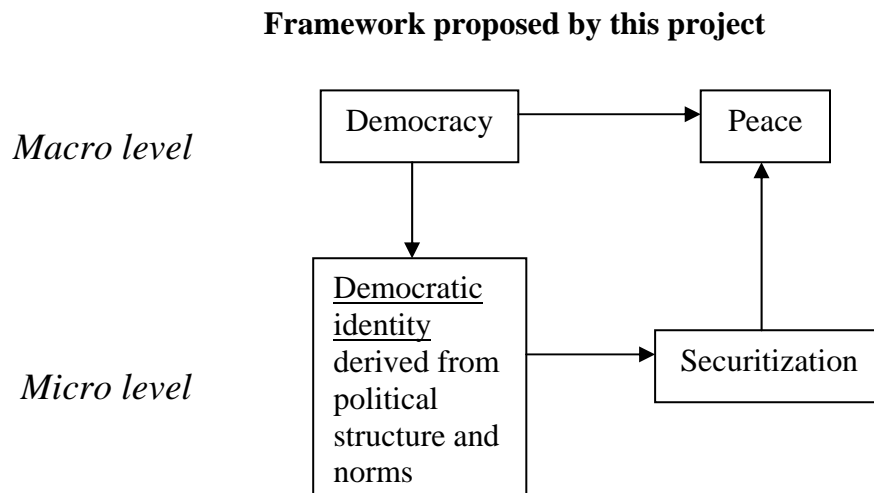 Framework proposed by this project
Macro level
Democracy
Peace
Micro level
Democratic
identity
derived from
political
structure and
norms
Securitization